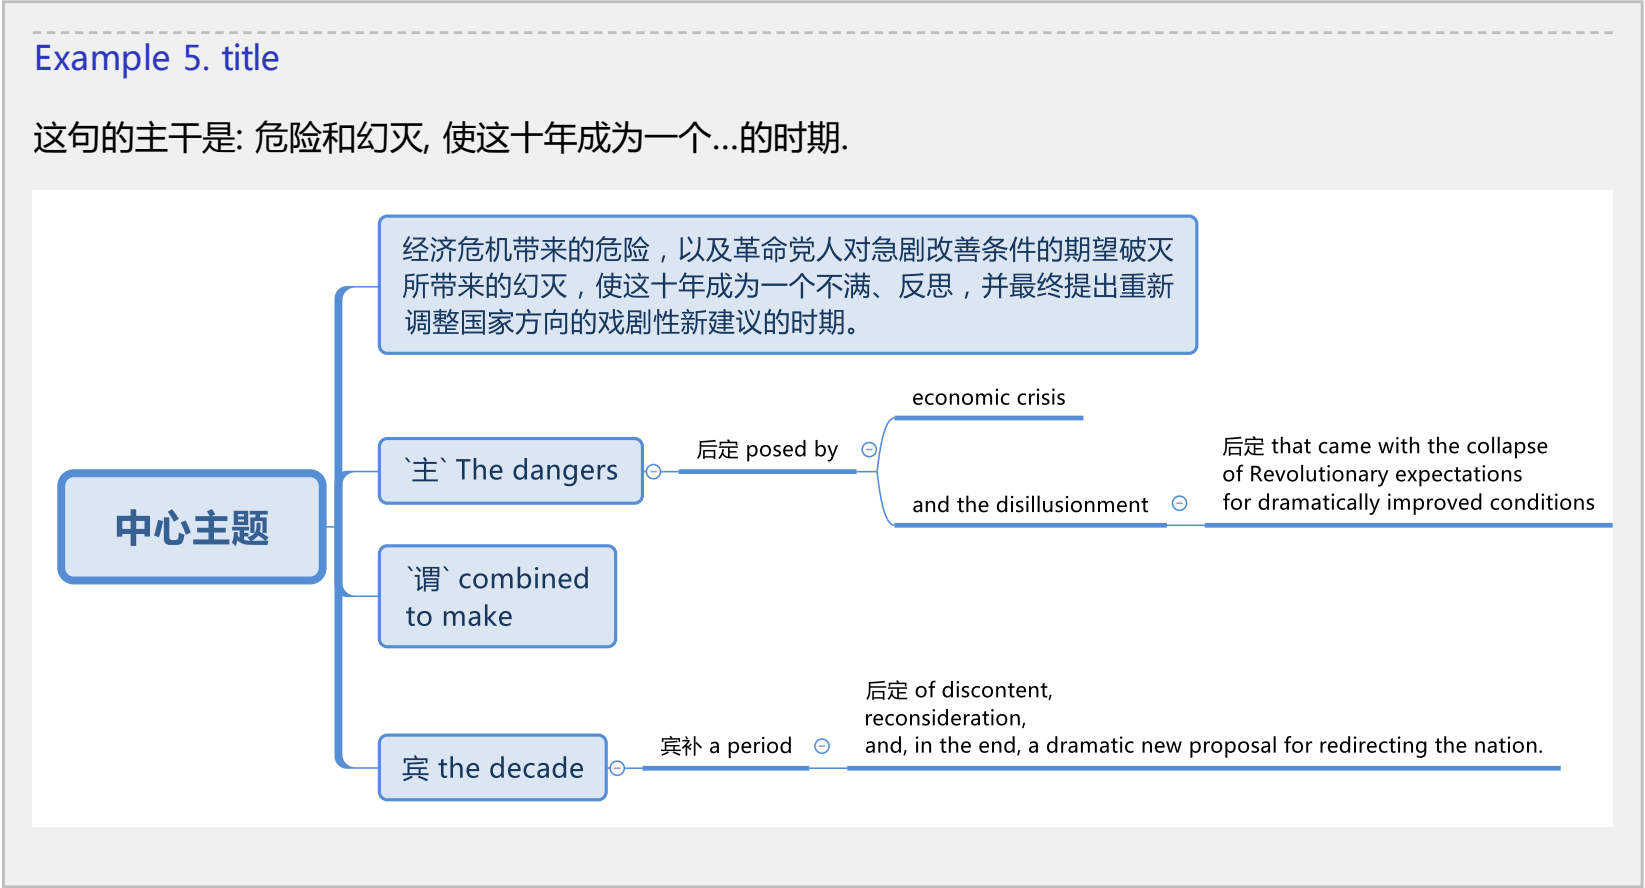 Example 5. title
这句的主干是: 危险和幻灭, 使这十年成为一个...的时期.
经济危机带来的危险，以及革命党人对急剧改善条件的期望破灭
所带来的幻灭，使这十年成为一个不满、反思，并最终提出重新
调整国家方向的戏剧性新建议的时期。
economic crisis
后定 posed by
`主` The dangers
后定 that came with the collapse
of Revolutionary expectations
for dramatically improved conditions
and the disillusionment
中心主题
`谓` combined
to make
宾 the decade
宾补 a period
后定 of discontent,
reconsideration,
and, in the end, a dramatic new proposal for redirecting the nation.